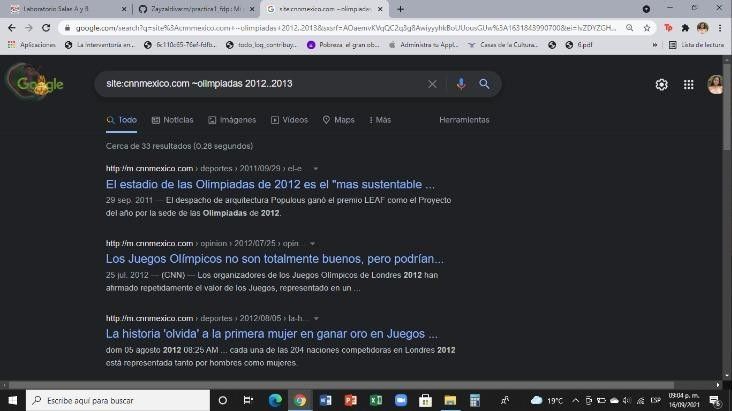 Laboratorio Salas A y B
Zayzaldivarm/practica1_fdp: Mi
site:cnnmexico.com ~olimpiadas
google.com/search?q=site%3Acnnmexico.com+~olimpiadas+2012..2013
Aplicaciones
La Interventoría en...
6c110c65-76ef-fdfb...
todo_loq_contribuy...
Pobreza, el gran ob...
Administra tu Appl...
Casas de la Cultura...
6.pdf
Lista de lectura
Google
site:cnnmexico.com ~olimpiadas 2012..2013
Todo
Noticias
Imágenes
Videos
Maps
Más
Herramientas
Cerca de 33 resultados (0.28 segundos)
http://m.cnnmexico.com › deportes › 2011/09/29 › el-e...
El estadio de las Olimpiadas de 2012 es el "mas sustentable ...
29 sep. 2011 — El despacho de arquitectura Populous ganó el premio LEAF como el Proyecto
del año por la sede de las Olimpiadas de 2012.
http://m.cnnmexico.com › opinion › 2012/07/25 › opin...
Los Juegos Olímpicos no son totalmente buenos, pero podrían...
25 jul. 2012 — (CNN) — Los organizadores de los Juegos Olímpicos de Londres 2012 han
afirmado repetidamente el valor de los Juegos, representado en un ...
http://m.cnnmexico.com › deportes › 2012/08/05 › la-h...
La historia 'olvida' a la primera mujer en ganar oro en Juegos ...
dom 05 agosto 2012 08:25 AM ... cada una de las 204 naciones competidoras en Londres 2012
está representada tanto por hombres como mujeres.
Escribe aquí para buscar
19°C
ESP
09:04 p. m.
16/09/2021